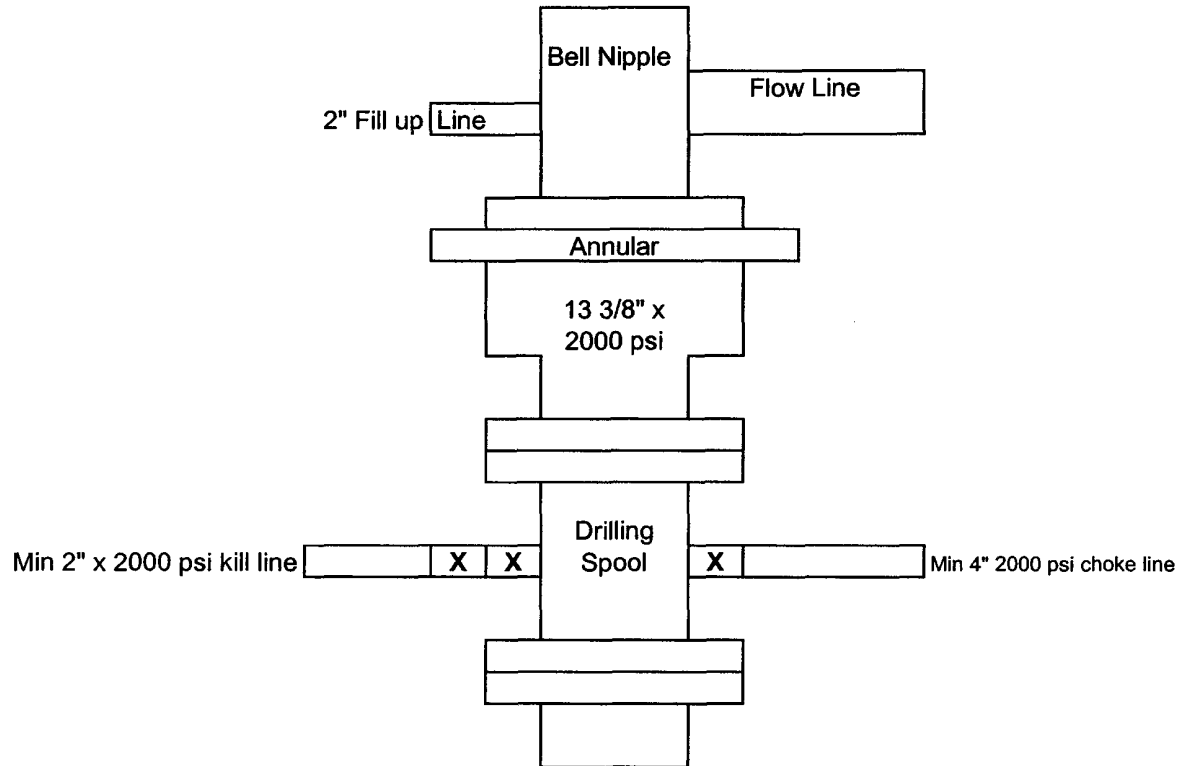 Bell Nipple
Flow Line
2" Fill up Line
Annular
13 3/8" x
2000 psi
Drilling
Spool
Min 2" x 2000 psi kill line
X X
X
Min 4" 2000 psi choke line